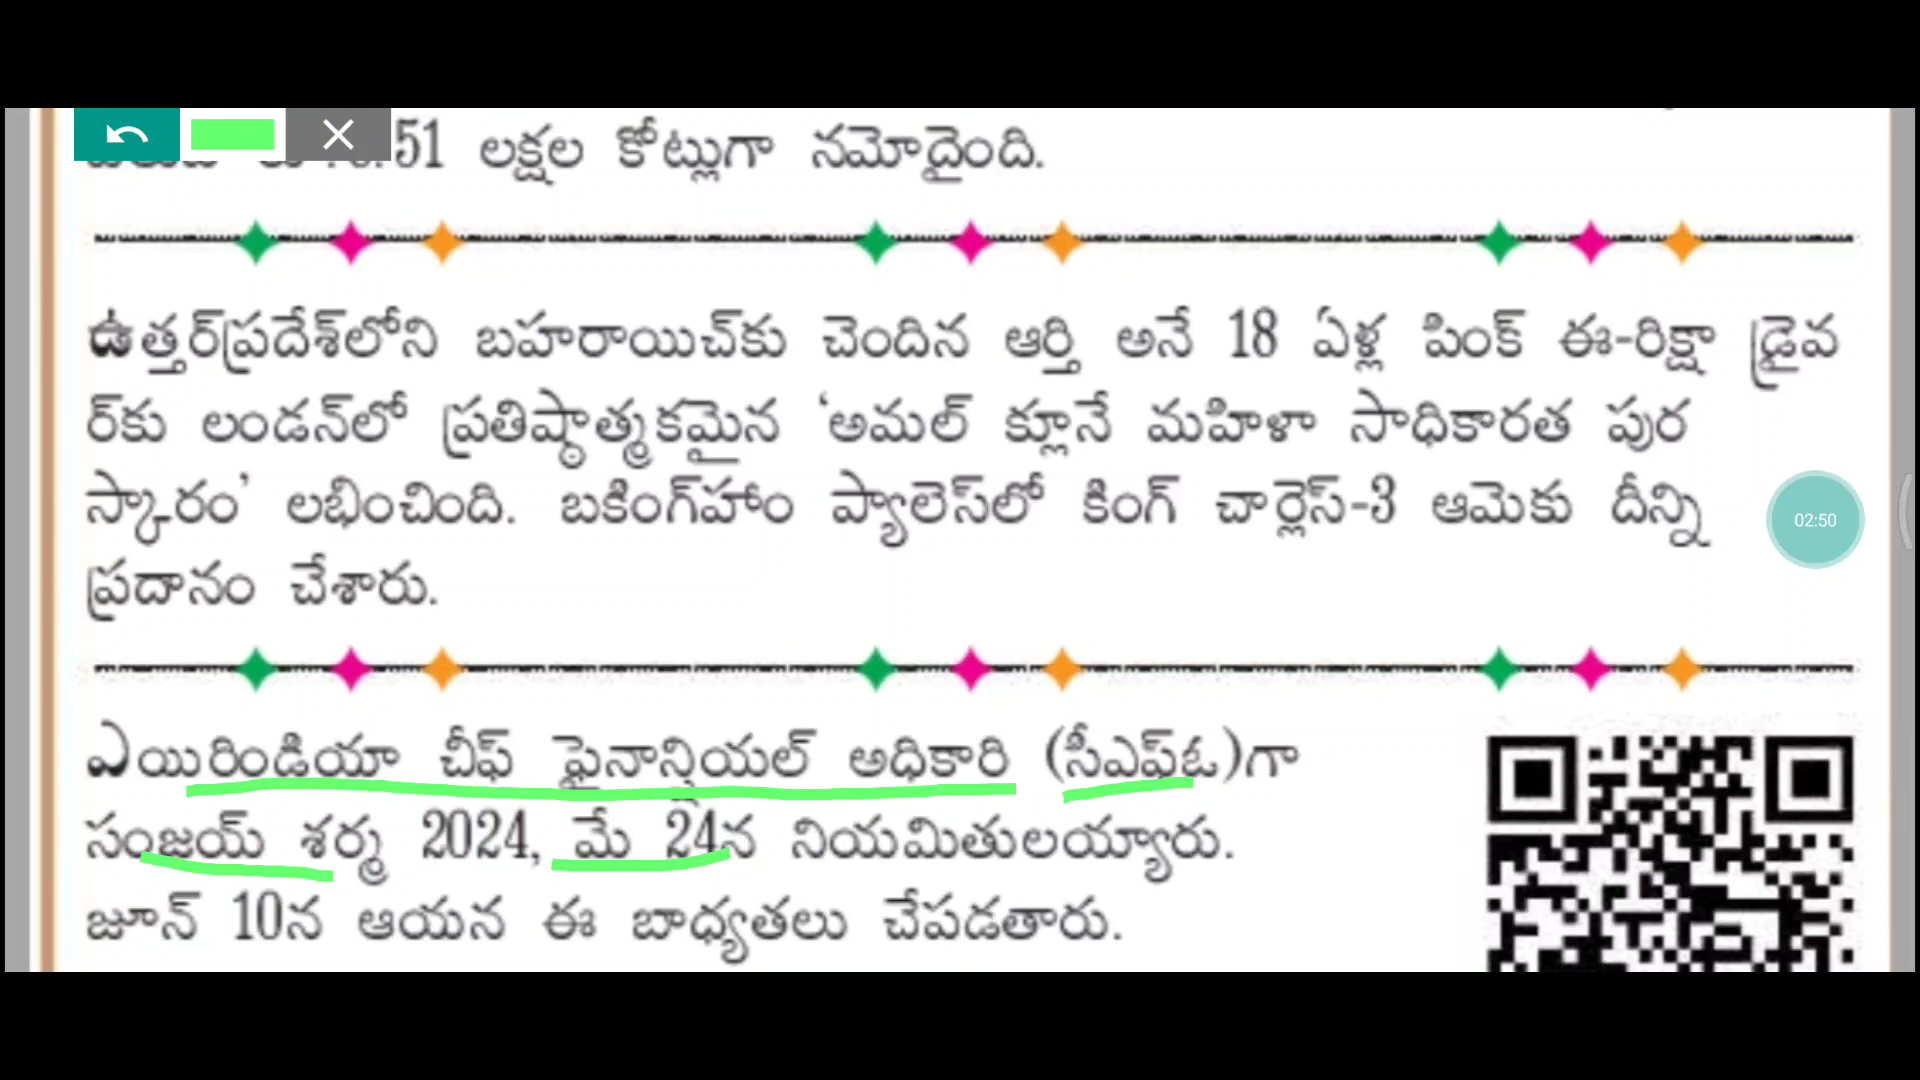 51 లక్షల కోట్లుగా నమోదైంది.
ఉత్తర్‌ప్రదేశ్‌లోని బహరాయిచ్‌కు చెందిన ఆర్తి అనే 18 ఏళ్ల పింక్ ఈ-రిక్షా డ్రైవ
ర్‌కు లండన్‌లో ప్రతిష్ఠాత్మకమైన ‘అమల్ క్లూనే మహిళా సాధికారత పుర
స్కారం’ లభించింది. బకింగ్‌హాం ప్యాలెస్‌లో కింగ్ చార్లెస్-3 ఆమెకు దీన్ని
ప్రదానం చేశారు.
ఎయిరిండియా చీఫ్ ఫైనాన్షియల్ అధికారి (సీఎఫ్ఓ)గా
సంజయ్ శర్మ 2024, మే 24న నియమితులయ్యారు.
జూన్ 10న ఆయన ఈ బాధ్యతలు చేపడతారు.
02:50